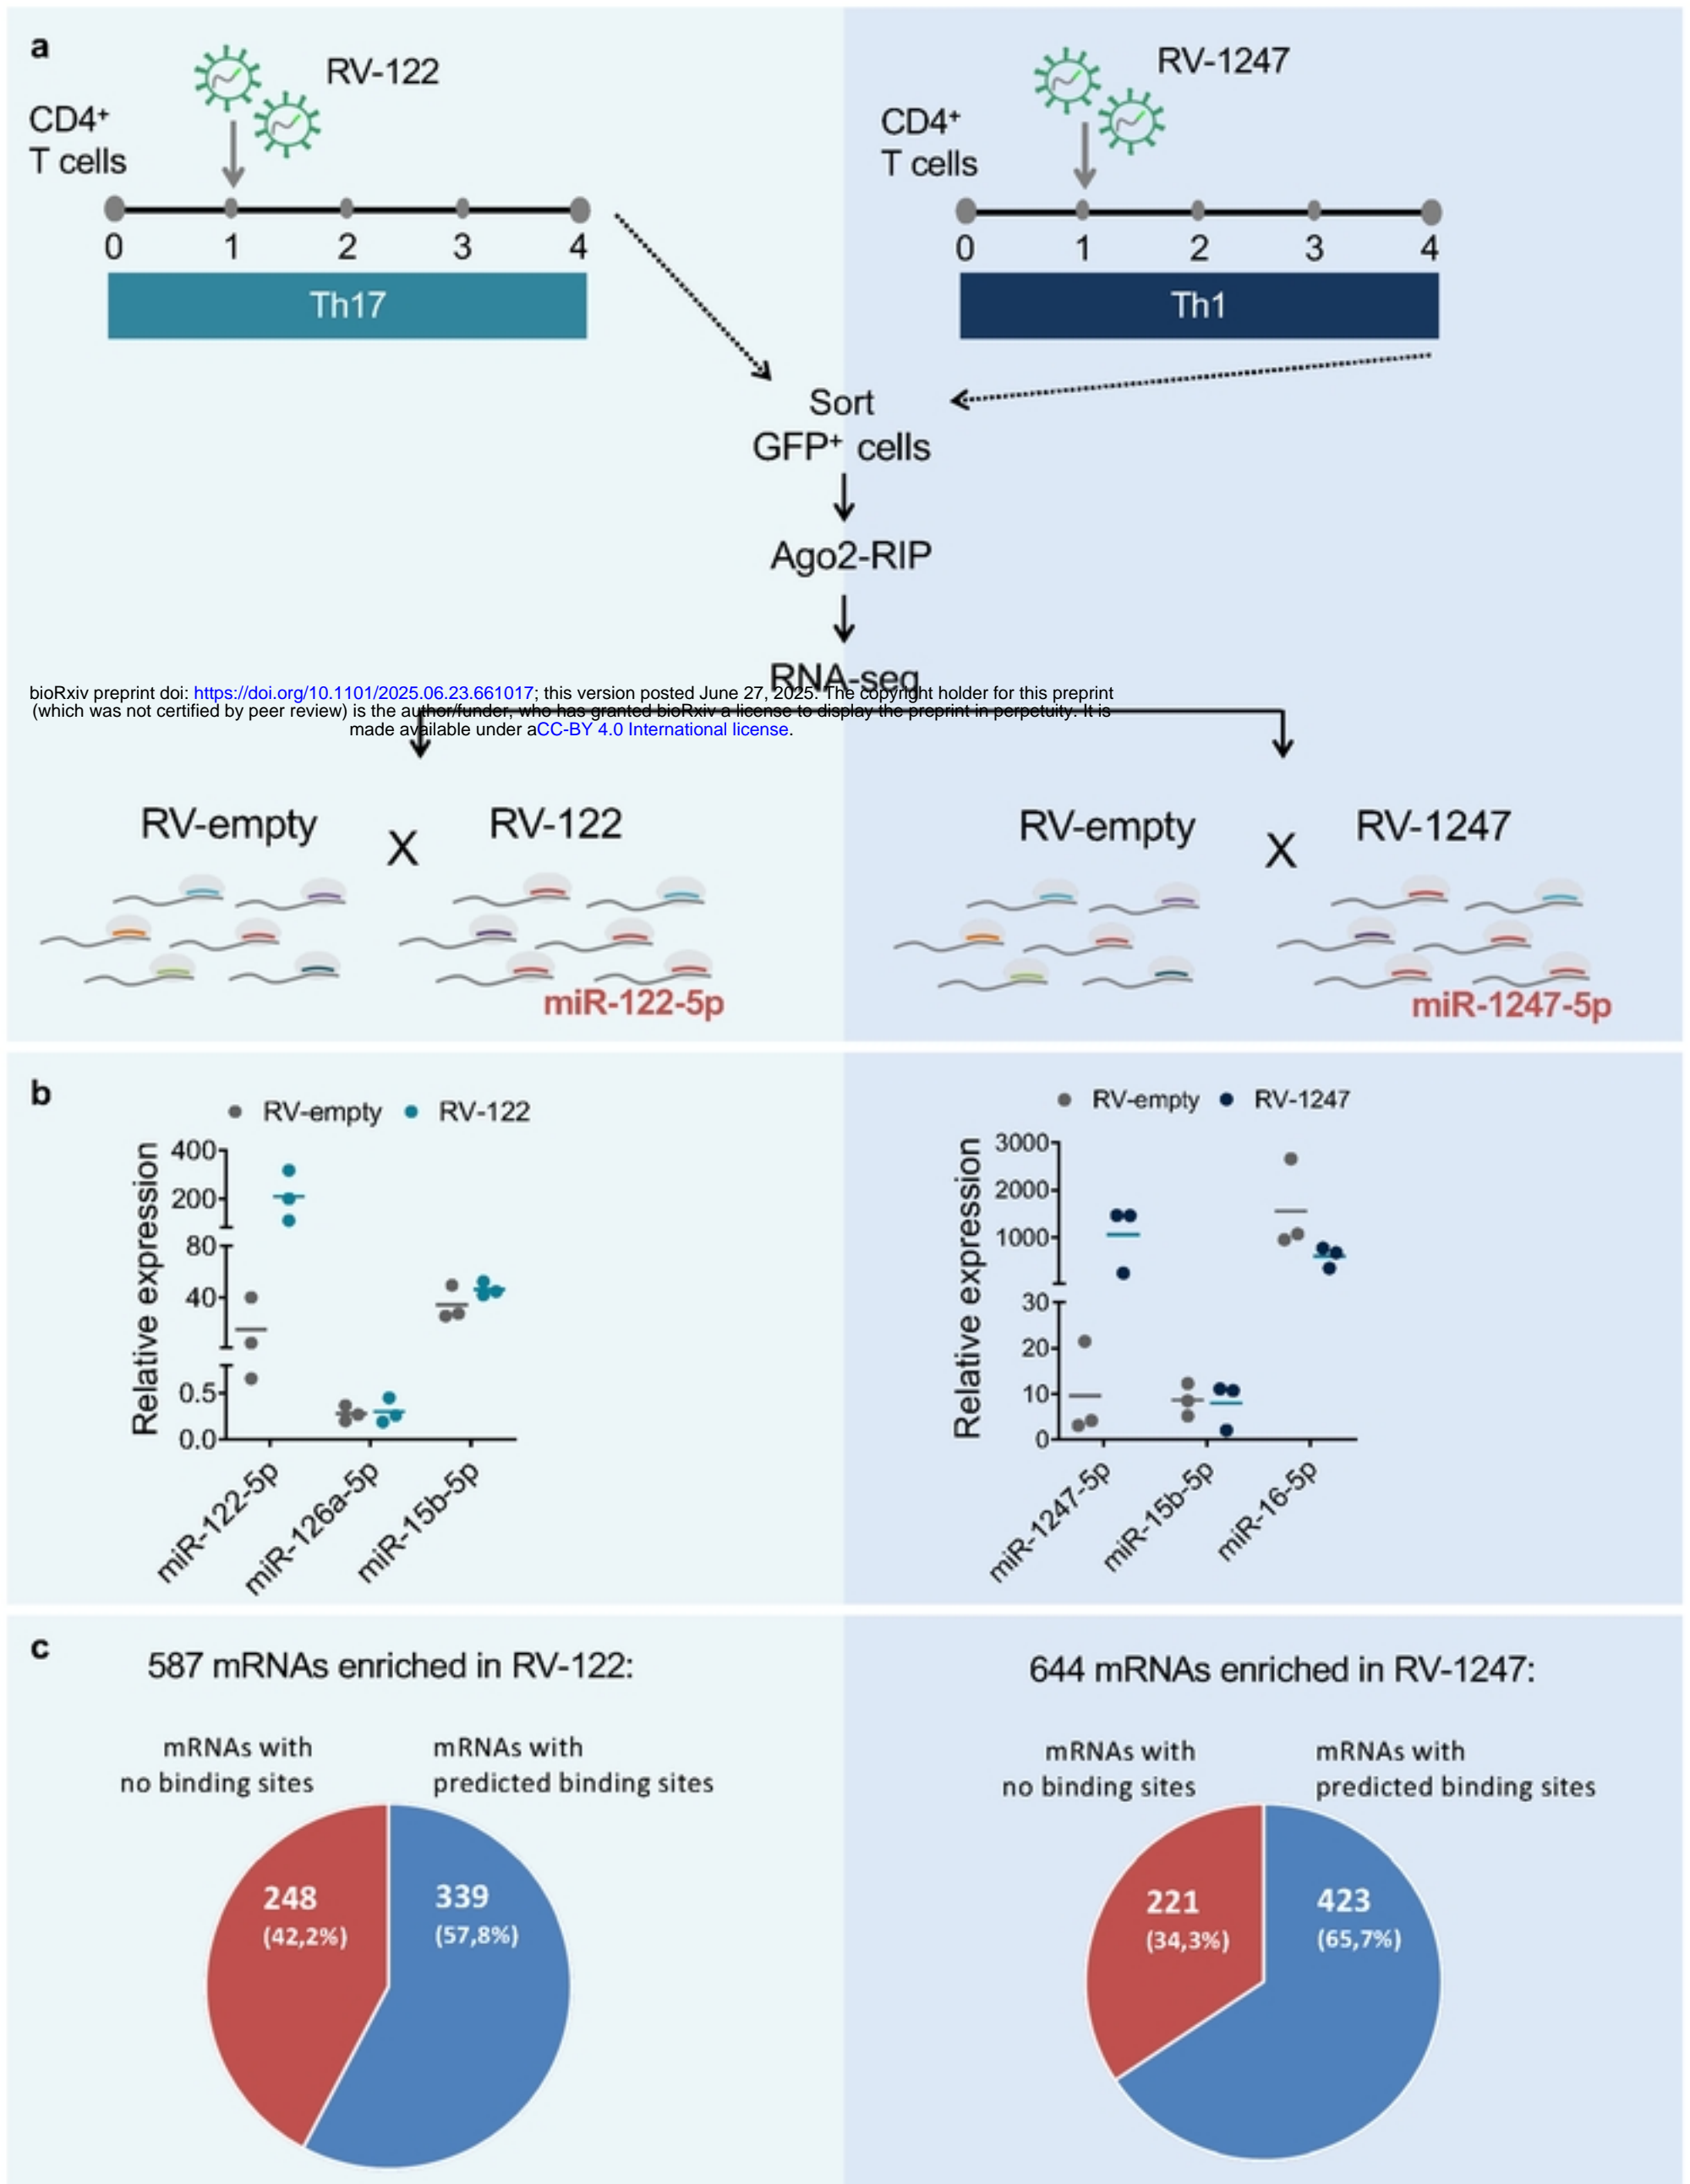 a
RV-122
CD4⁺
T cells
0 1 2 3 4
Th17
RV-1247
CD4⁺
T cells
0 1 2 3 4
Th1
Sort
GFP⁺ cells
Ago2-RIP
RNA-seq
bioRxiv preprint doi: https://doi.org/10.1101/2025.06.23.661017; this version posted June 27, 2025. The copyright holder for this preprint
(which was not certified by peer review) is the author/funder, who has granted bioRxiv a license to display the preprint in perpetuity. It is
made available under aCC-BY 4.0 International license.
RV-empty X RV-122
miR-122-5p
RV-empty X RV-1247
miR-1247-5p
b
RV-empty RV-122
Relative expression
400
200
80
40
0.5
0.0
miR-122-5p
miR-126a-5p
miR-15b-5p
RV-empty RV-1247
Relative expression
3000
2000
1000
30
20
10
0
miR-1247-5p
miR-15b-5p
miR-16-5p
c
587 mRNAs enriched in RV-122:
mRNAs with
no binding sites
mRNAs with
predicted binding sites
248
(42,2%)
339
(57,8%)
644 mRNAs enriched in RV-1247:
mRNAs with
no binding sites
mRNAs with
predicted binding sites
221
(34,3%)
423
(65,7%)